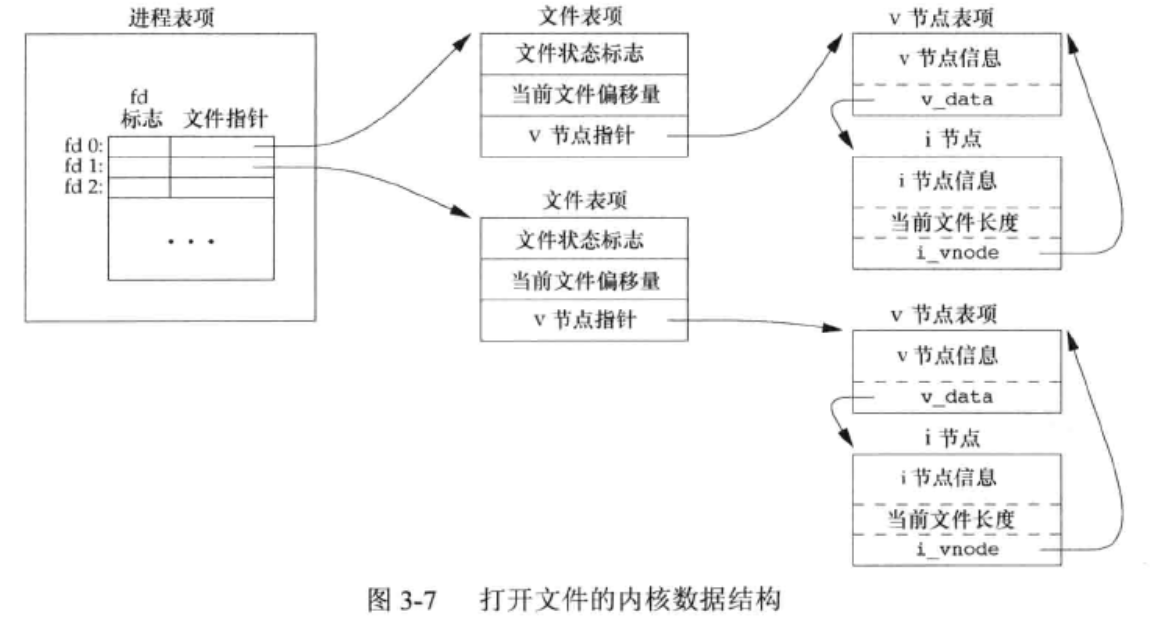 进程表项
fd
标志 文件指针
fd 0:
fd 1:
fd 2:
...
文件表项
文件状态标志
当前文件偏移量
v 节点指针
文件表项
文件状态标志
当前文件偏移量
v 节点指针
v 节点表项
v 节点信息
v_data
i 节点
i 节点信息
当前文件长度
i_vnode
v 节点表项
v 节点信息
v_data
i 节点
i 节点信息
当前文件长度
i_vnode
图 3-7 打开文件的内核数据结构